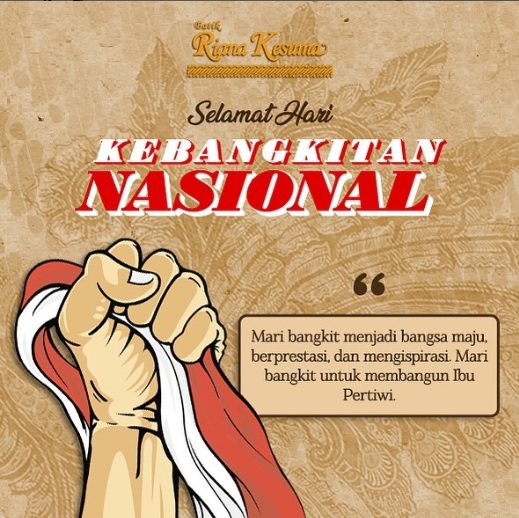 Batik
Riana Kesuma
Selamat Hari
KEBANGKITAN
NASIONAL
“
Mari bangkit menjadi bangsa maju,
berprestasi, dan mengispirasi. Mari
bangkit untuk membangun Ibu
Pertiwi.